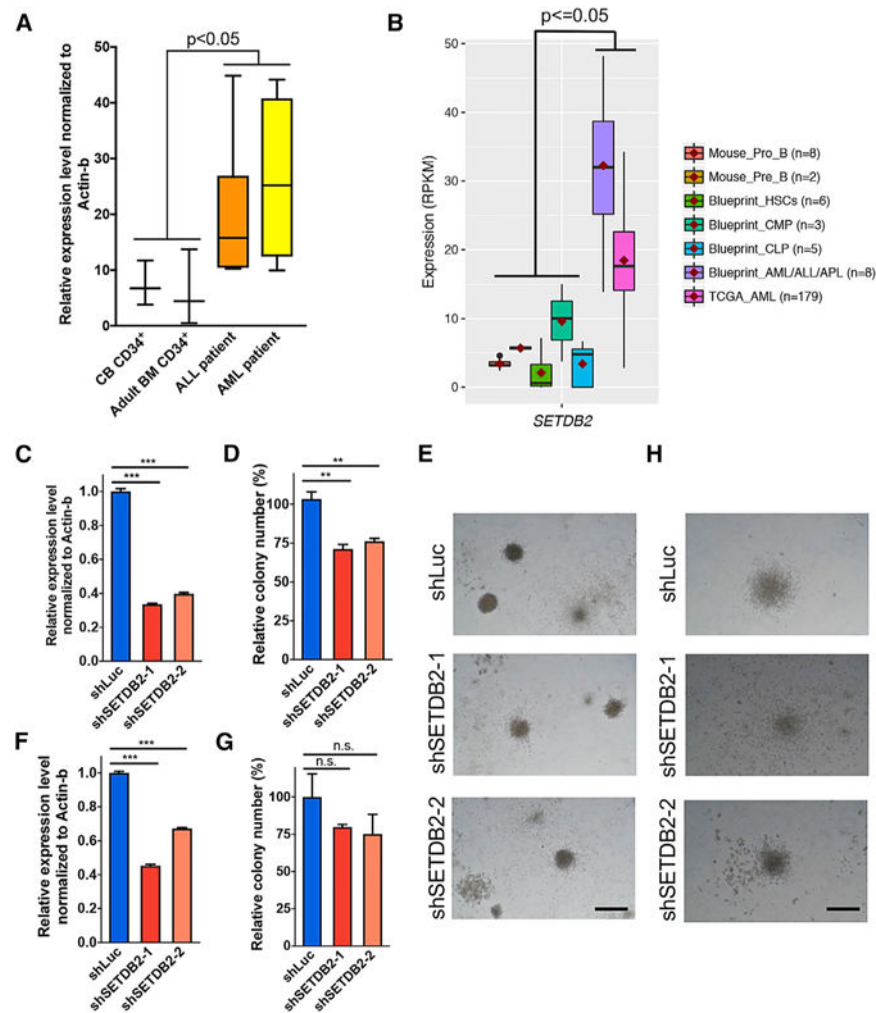 A
p<0.05
Relative expression level normalized to
Actin-b
50
40
30
20
10
0
CB CD34+
Adult BM CD34+
ALL patient
AML patient
B
p<=0.05
Expression (RPKM)
50
40
30
20
10
0
SETDB2
Mouse_Pro_B (n=8)
Mouse_Pre_B (n=2)
Blueprint_HSCs (n=6)
Blueprint_CMP (n=3)
Blueprint_CLP (n=5)
Blueprint_AML/ALL/APL (n=8)
TCGA_AML (n=179)
C
***
***
Relative expression level
normalized to Actin-b
1.0
0.8
0.6
0.4
0.2
0.0
shLuc
shSETDB2-1
shSETDB2-2
D
**
**
Relative colony number (%)
100
75
50
25
0
shLuc
shSETDB2-1
shSETDB2-2
E
shLuc
shSETDB2-1
shSETDB2-2
H
shLuc
shSETDB2-1
shSETDB2-2
F
***
***
Relative expression level
normalized to Actin-b
1.0
0.8
0.6
0.4
0.2
0.0
shLuc
shSETDB2-1
shSETDB2-2
G
n.s.
n.s.
Relative colony number (%)
100
75
50
25
0
shLuc
shSETDB2-1
shSETDB2-2